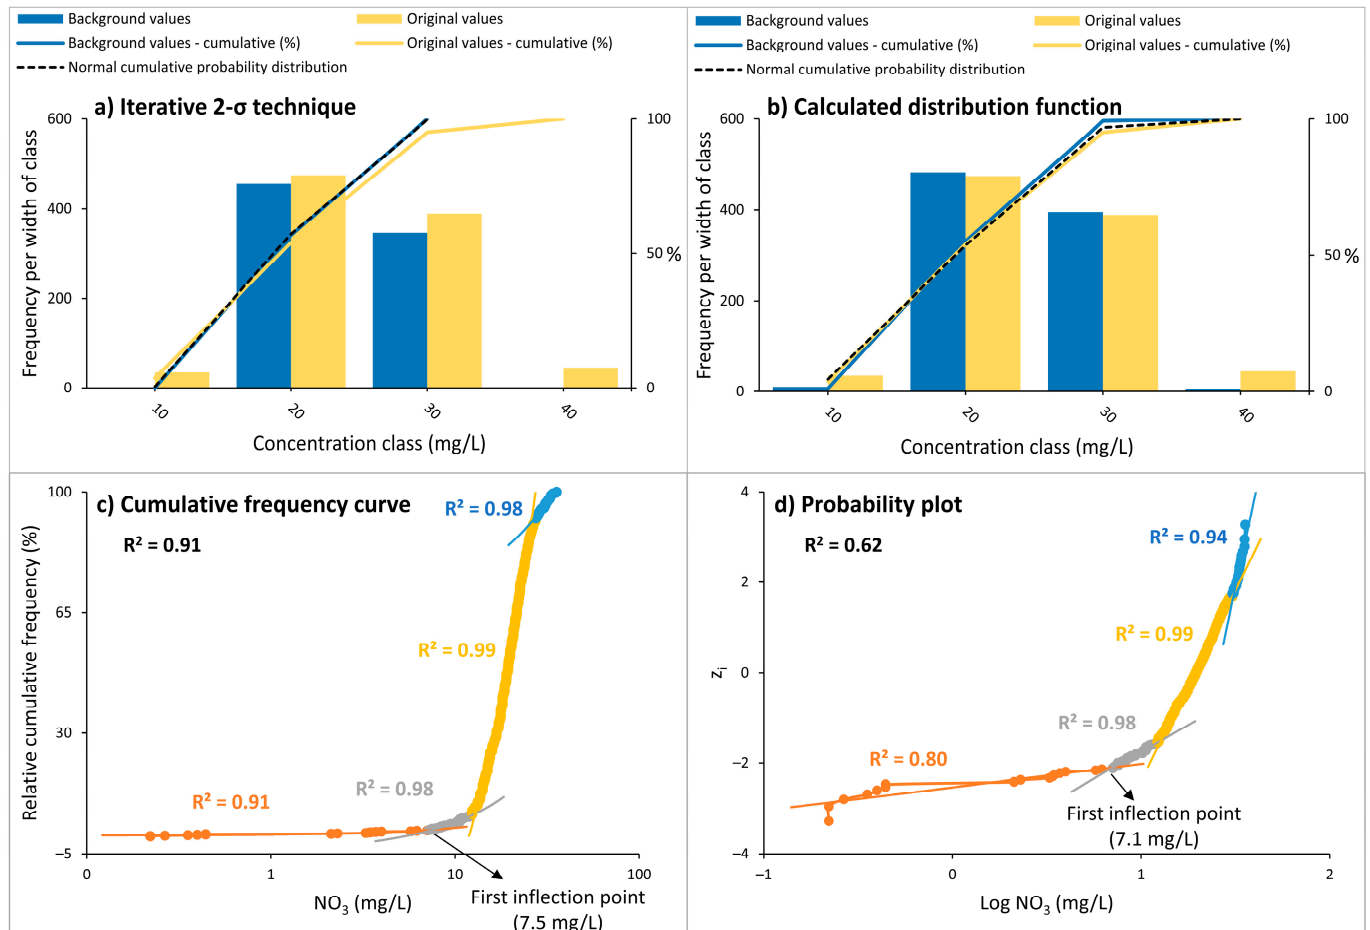 Background values
Original values
Background values - cumulative (%)
Original values - cumulative (%)
Normal cumulative probability distribution
a) Iterative 2-σ technique
600
400
200
0
Frequency per width of class
100
50 %
0
10
20
30
40
Concentration class (mg/L)
Background values
Original values
Background values - cumulative (%)
Original values - cumulative (%)
Normal cumulative probability distribution
b) Calculated distribution function
600
400
200
0
Frequency per width of class
100
50 %
0
10
20
30
40
Concentration class (mg/L)
c) Cumulative frequency curve
R² = 0.91
R² = 0.98
R² = 0.99
R² = 0.98
R² = 0.91
100
65
30
−5
Relative cumulative frequency (%)
0
1
10
100
NO₃ (mg/L)
First inflection point
(7.5 mg/L)
d) Probability plot
R² = 0.62
R² = 0.94
R² = 0.99
R² = 0.98
R² = 0.80
4
2
0
−2
−4
zᵢ
First inflection point
(7.1 mg/L)
−1
0
1
2
Log NO₃ (mg/L)